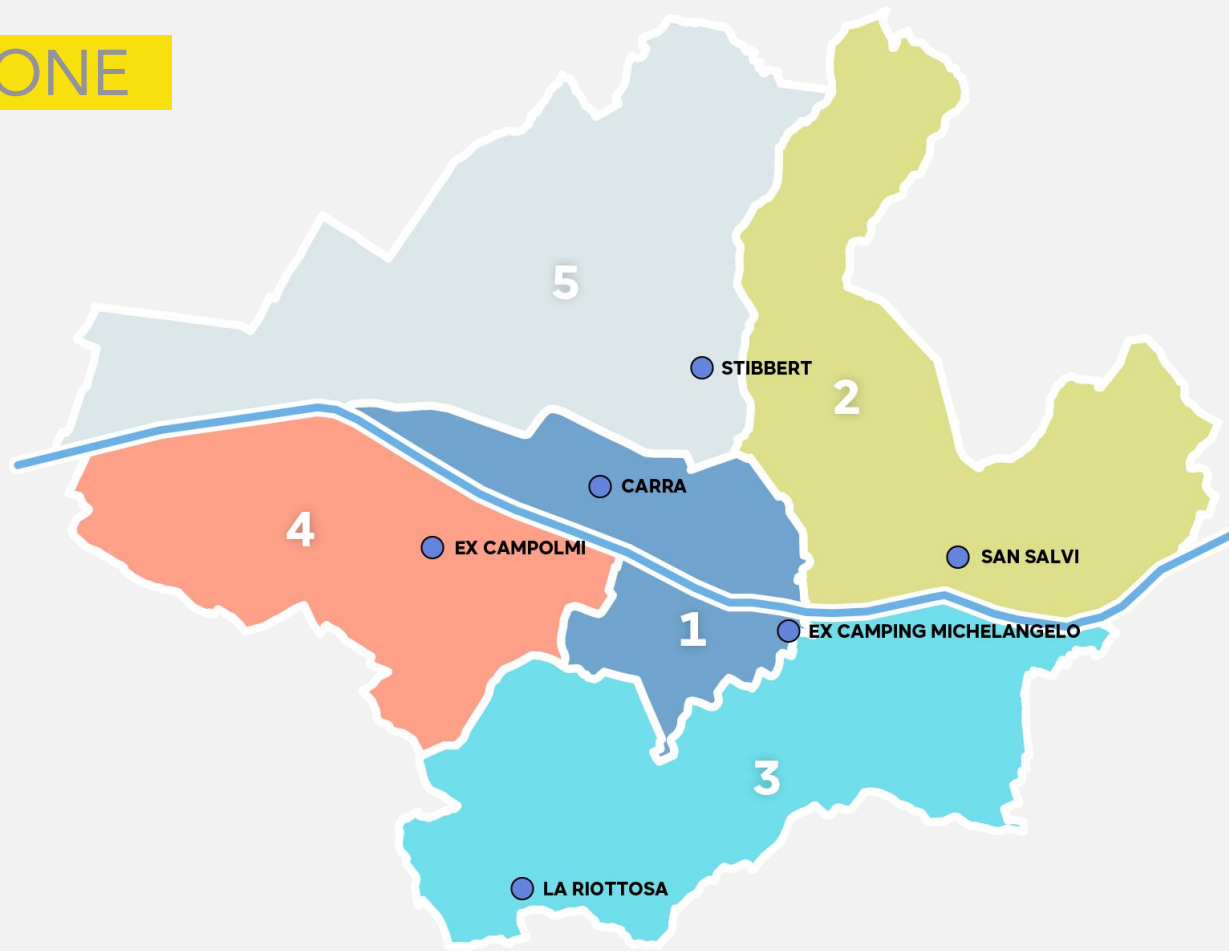 ONE
5
STIBBERT
2
CARRA
4
EX CAMPOLMI
SAN SALVI
1
EX CAMPING MICHELANGELO
3
LA RIOTTOSA